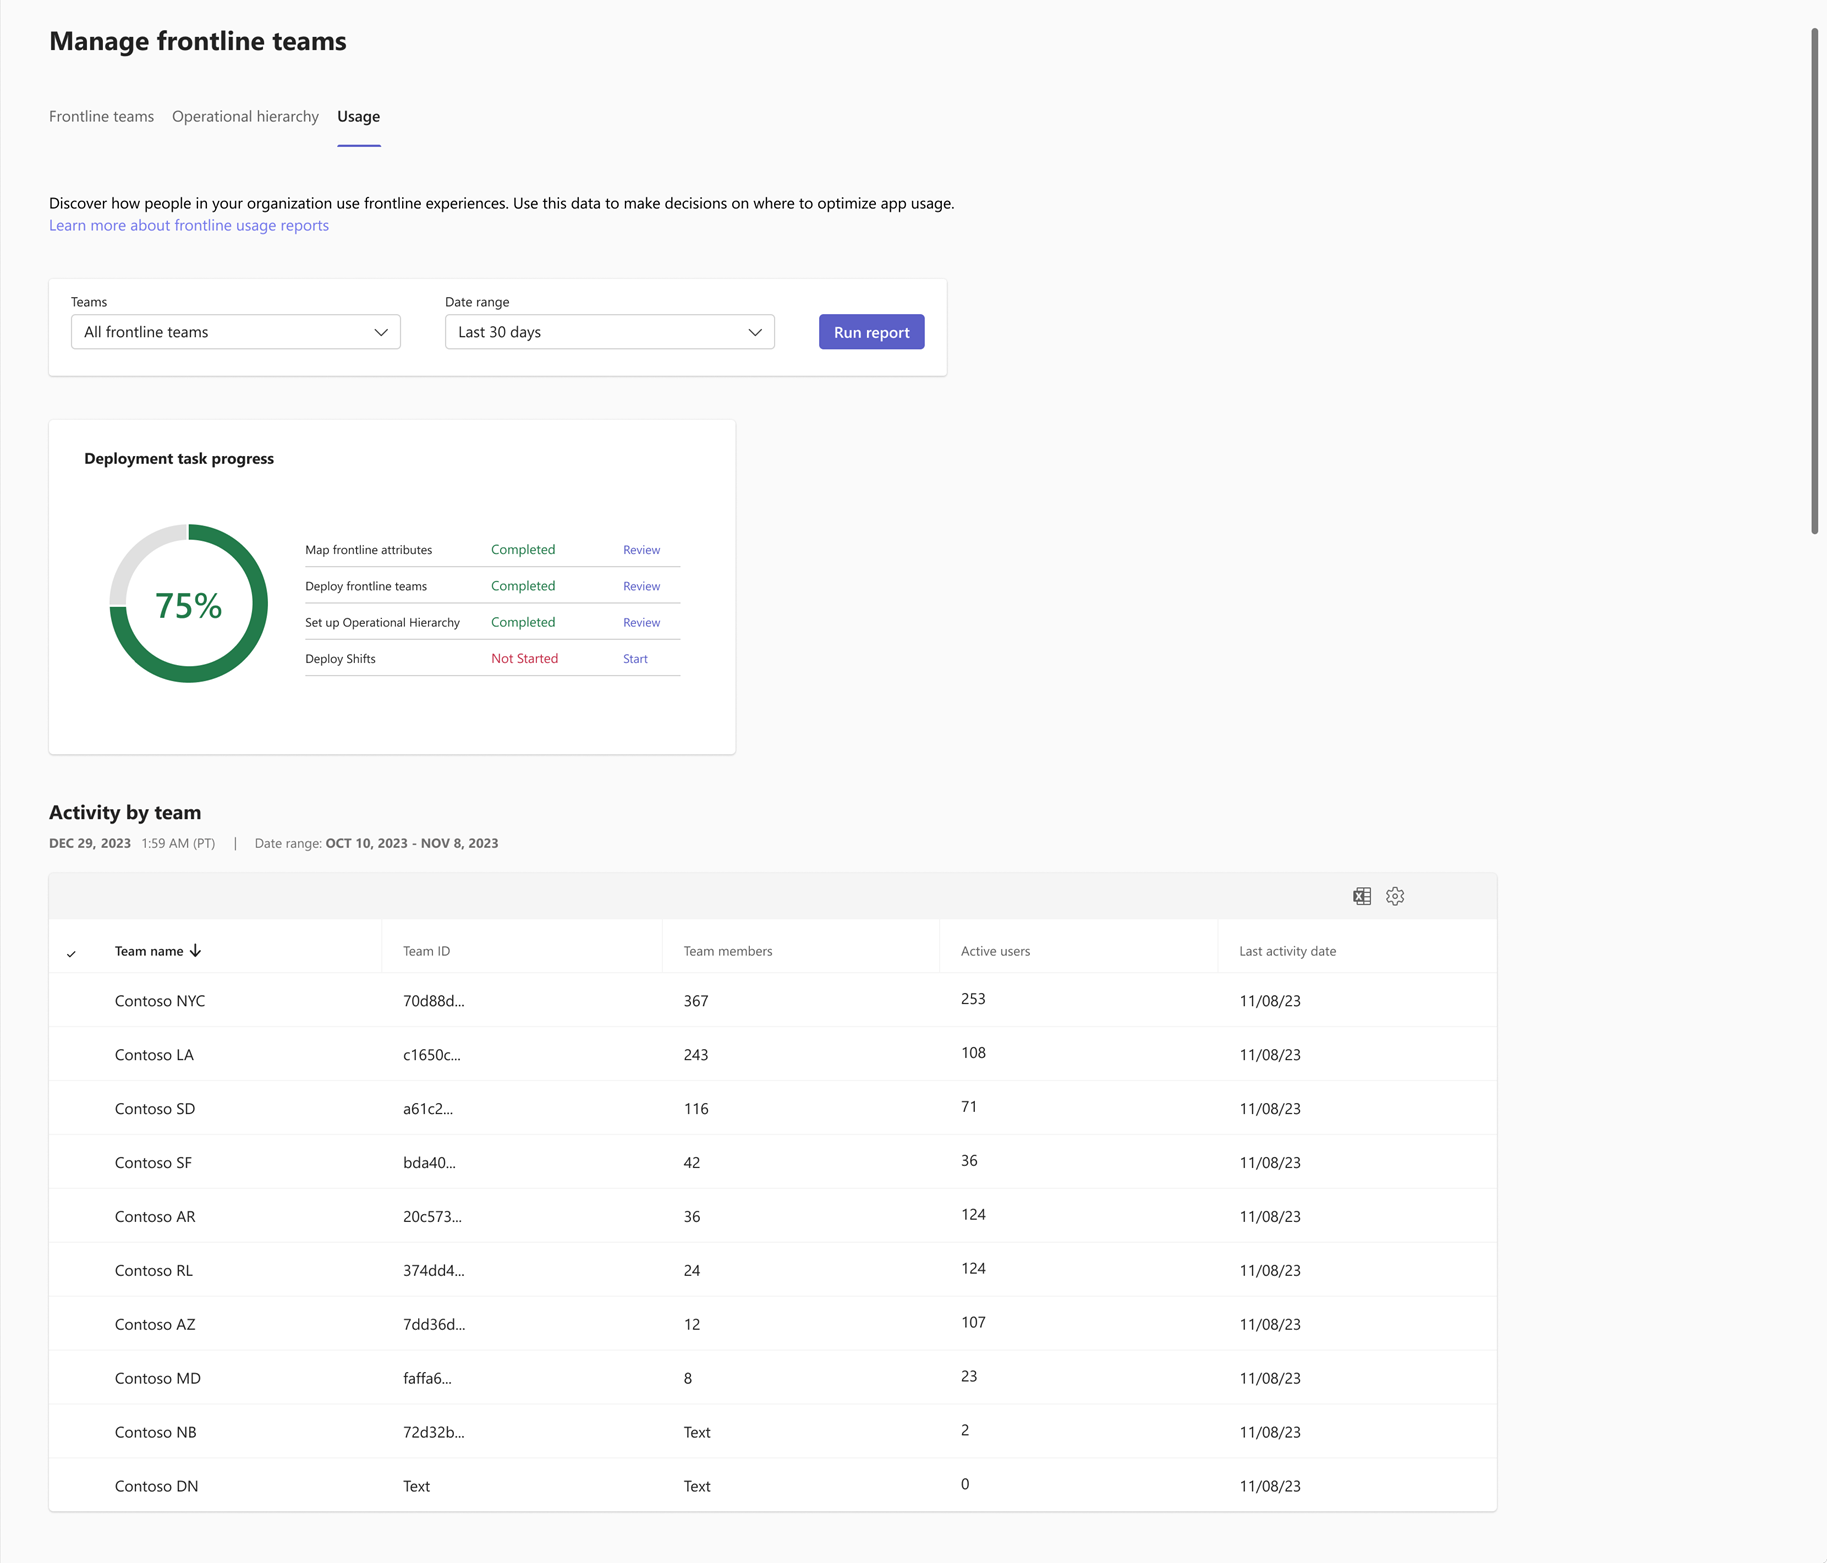 Manage frontline teams
Frontline teams Operational hierarchy Usage
Discover how people in your organization use frontline experiences. Use this data to make decisions on where to optimize app usage.
Learn more about frontline usage reports
Teams Date range
All frontline teams Last 30 days Run report
Deployment task progress
75%
Map frontline attributes Completed Review
Deploy frontline teams Completed Review
Set up Operational Hierarchy Completed Review
Deploy Shifts Not Started Start
Activity by team
DEC 29, 2023 1:59 AM (PT) | Date range: OCT 10, 2023 - NOV 8, 2023
Team name Team ID Team members Active users Last activity date
Contoso NYC 70d88d... 367 253 11/08/23
Contoso LA c1650c... 243 108 11/08/23
Contoso SD a61c2... 116 71 11/08/23
Contoso SF bda40... 42 36 11/08/23
Contoso AR 20c573... 36 124 11/08/23
Contoso RL 374dd4... 24 124 11/08/23
Contoso AZ 7dd36d... 12 107 11/08/23
Contoso MD faffa6... 8 23 11/08/23
Contoso NB 72d32b... Text 2 11/08/23
Contoso DN Text Text 0 11/08/23